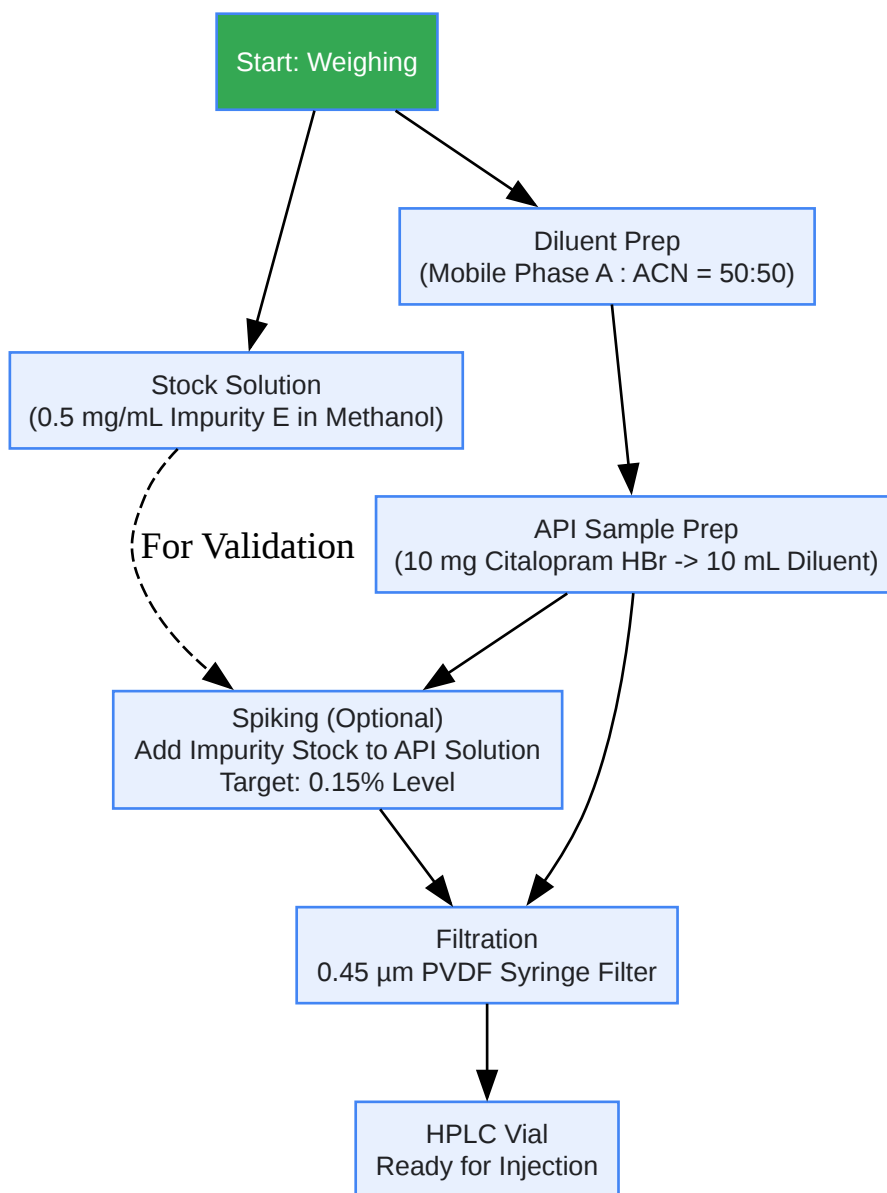 Start: Weighing
Diluent Prep
(Mobile Phase A : ACN = 50:50)
Stock Solution
(0.5 mg/mL Impurity E in Methanol)
API Sample Prep
(10 mg Citalopram HBr -> 10 mL Diluent)
For Validation
Spiking (Optional)
Add Impurity Stock to API Solution
Target: 0.15% Level
Filtration
0.45 µm PVDF Syringe Filter
HPLC Vial
Ready for Injection